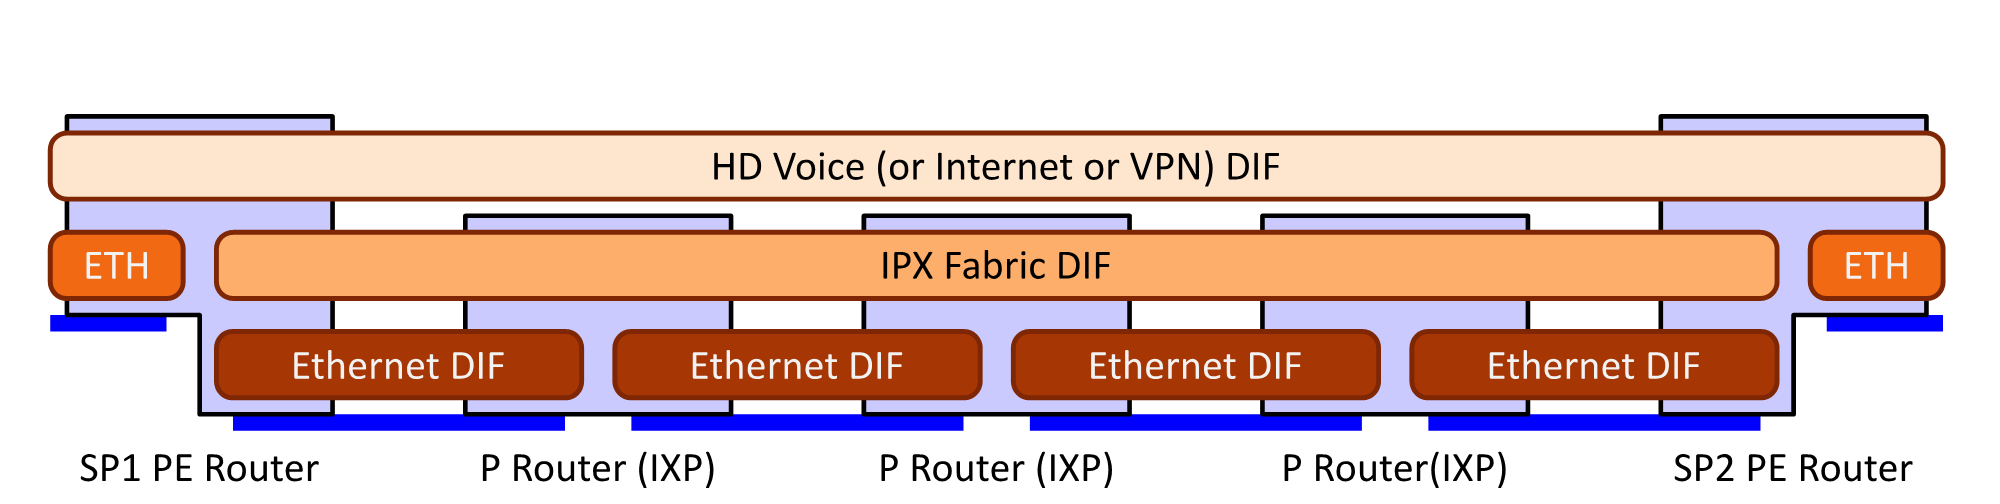 HD Voice (or Internet or VPN) DIF
ETH
IPX Fabric DIF
ETH
Ethernet DIF
Ethernet DIF
Ethernet DIF
Ethernet DIF
SP1 PE Router
P Router (IXP)
P Router (IXP)
P Router(IXP)
SP2 PE Router